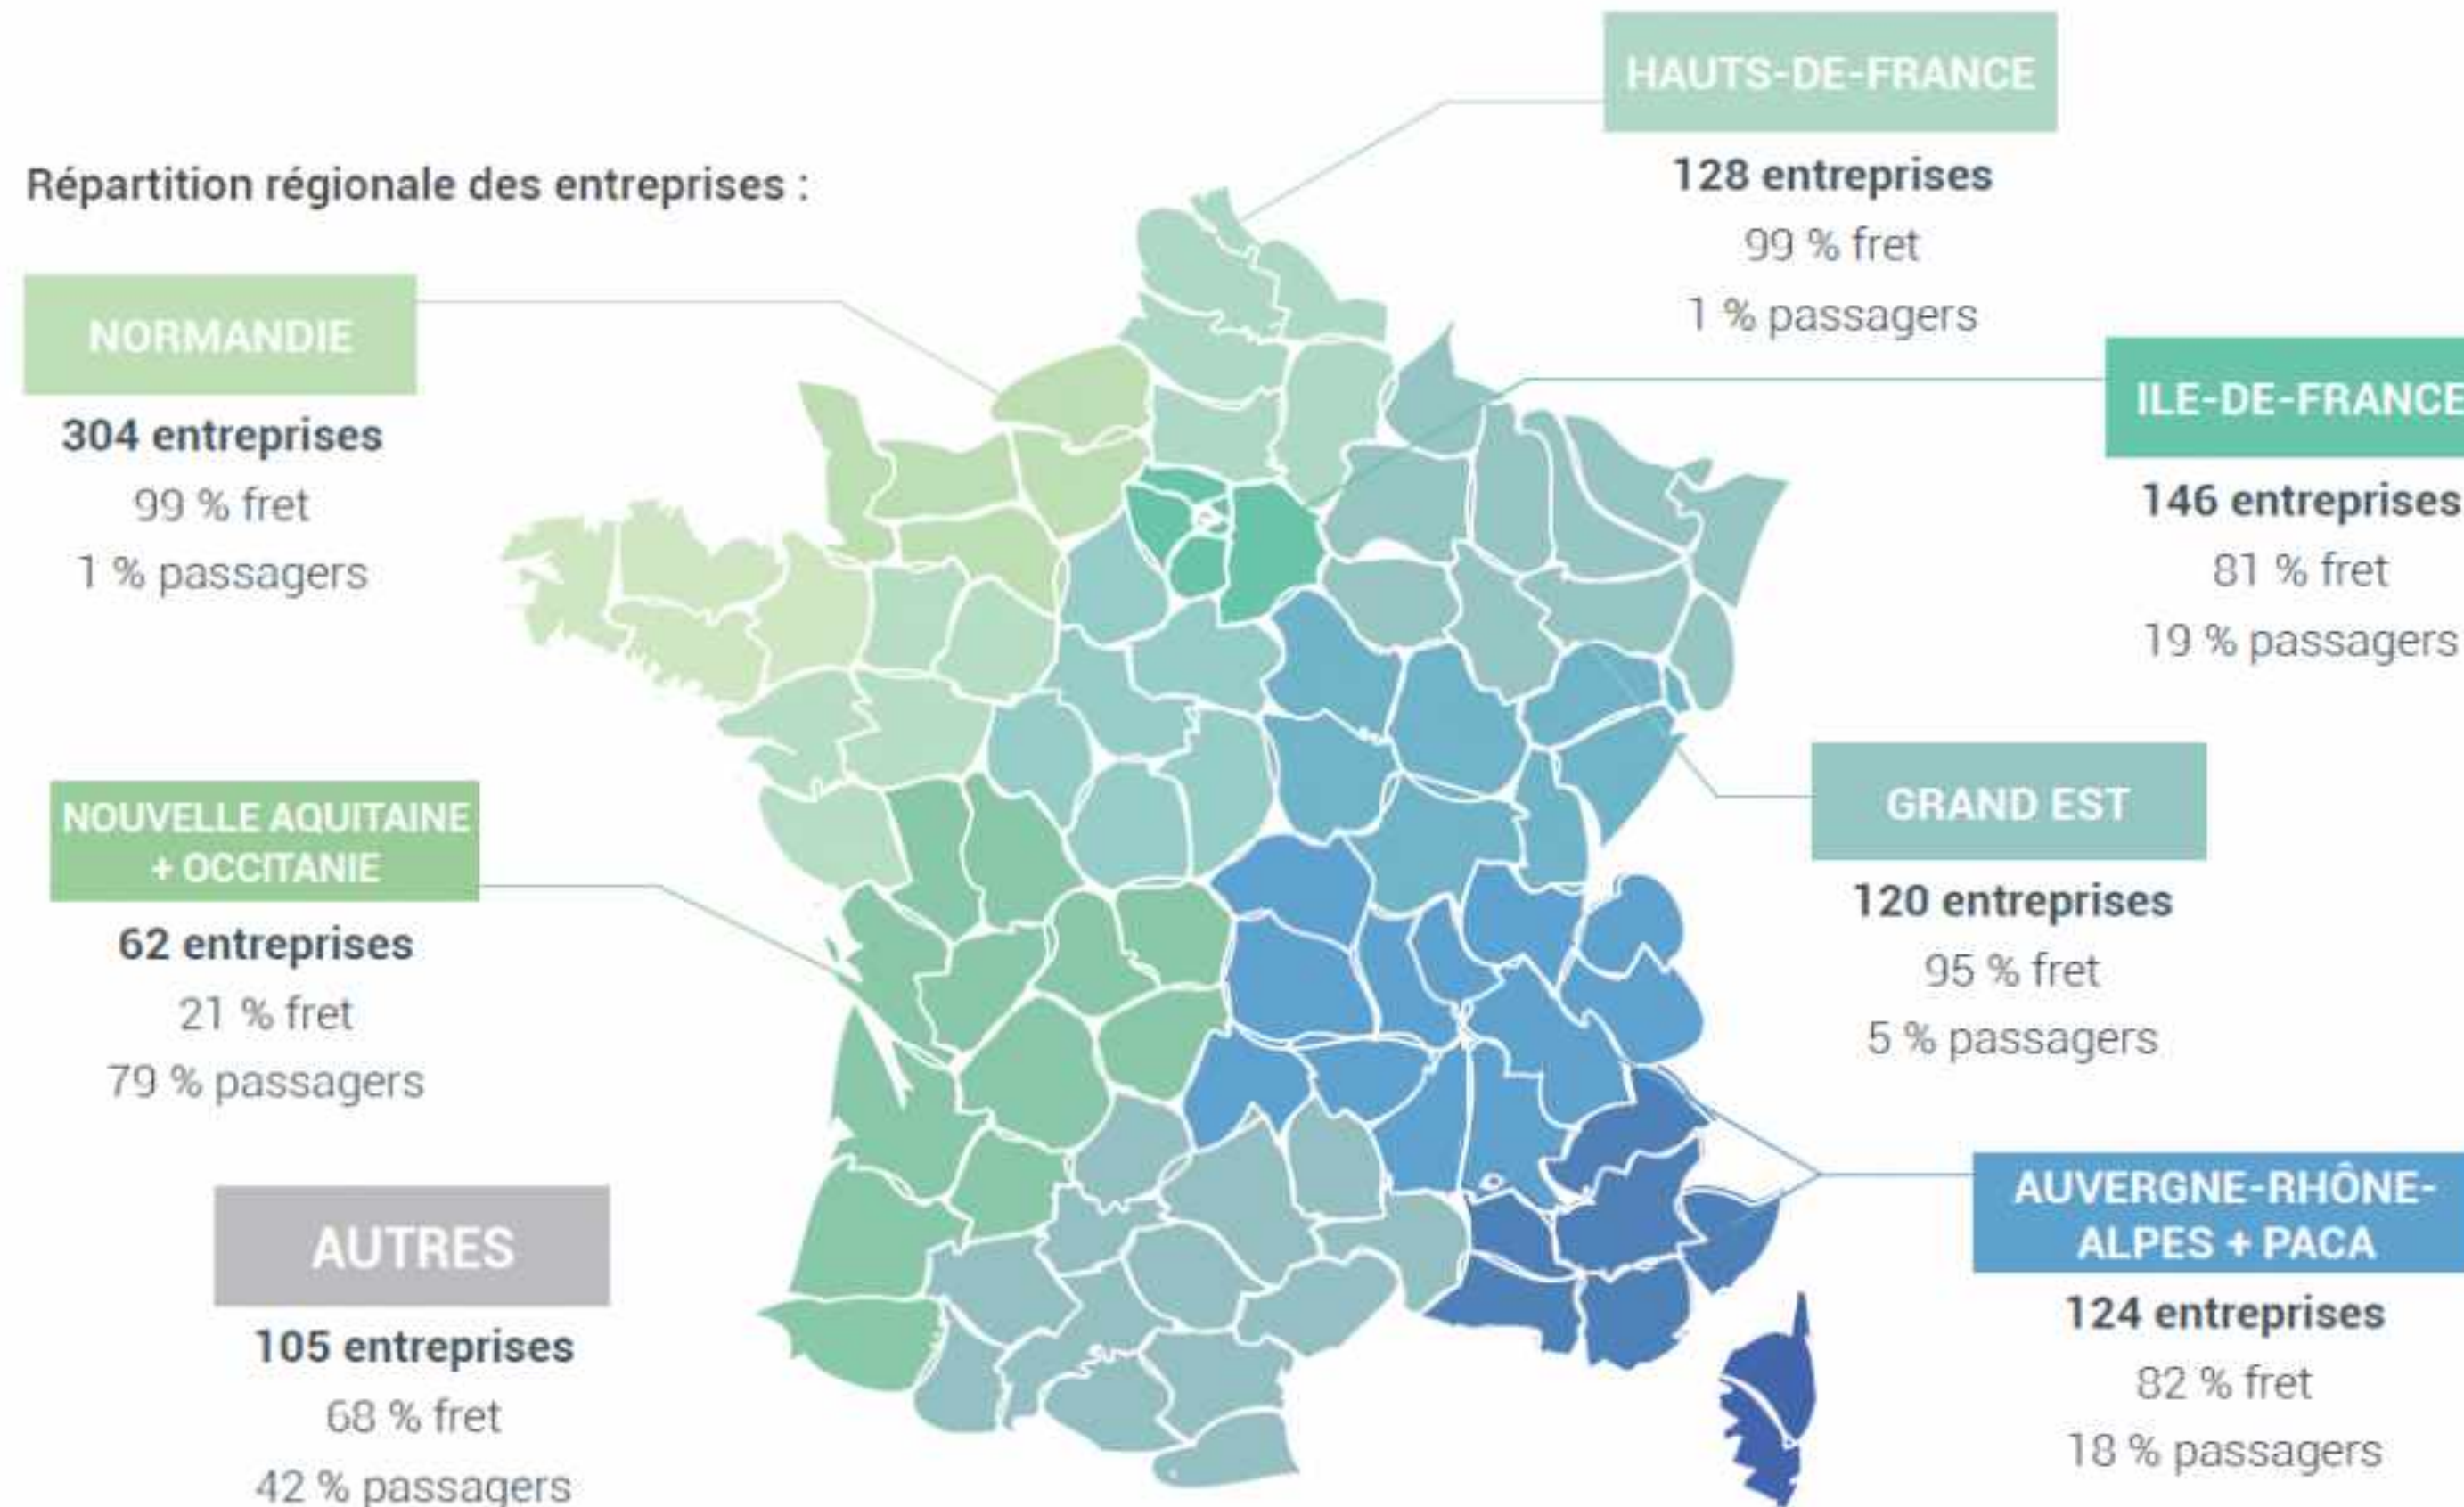 Répartition régionale des entreprises :
NORMANDIE
304 entreprises
99 % fret
1 % passagers
HAUTS-DE-FRANCE
128 entreprises
99 % fret
1 % passagers
ILE-DE-FRANCE
146 entreprises
81 % fret
19 % passagers
NOUVELLE AQUITAINE
+ OCCITANIE
62 entreprises
21 % fret
79 % passagers
GRAND EST
120 entreprises
95 % fret
5 % passagers
AUTRES
105 entreprises
68 % fret
42 % passagers
AUVERGNE-RHÔNE-
ALPES + PACA
124 entreprises
82 % fret
18 % passagers